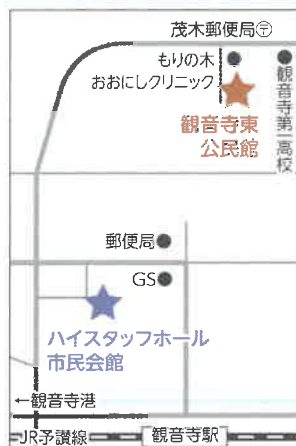 茂木郵便局〒
もりの木
おおにしクリニック
観音寺東
公民館
観音寺第一高校
郵便局
GS
ハイスタッフホール
市民会館
←観音寺港
JR予讃線
観音寺駅